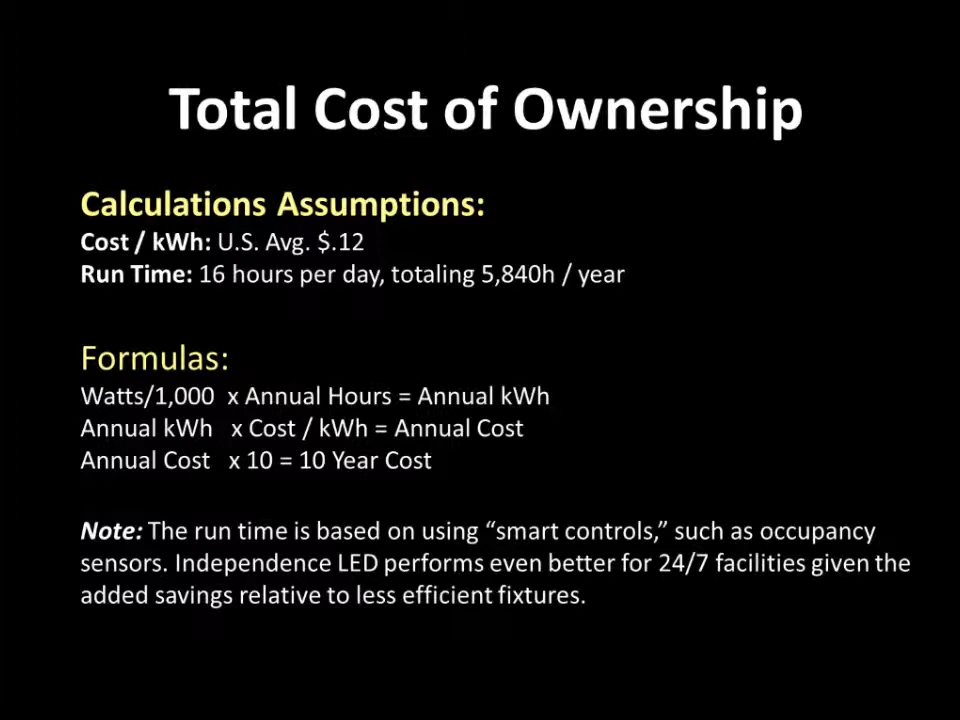 Total Cost of Ownership
Calculations Assumptions:
Cost / kWh: U.S. Avg. $.12
Run Time: 16 hours per day, totaling 5,840h / year
Formulas:
Watts/1,000 x Annual Hours = Annual kWh
Annual kWh x Cost / kWh = Annual Cost
Annual Cost x 10 = 10 Year Cost
Note: The run time is based on using “smart controls,” such as occupancy
sensors. Independence LED performs even better for 24/7 facilities given the
added savings relative to less efficient fixtures.